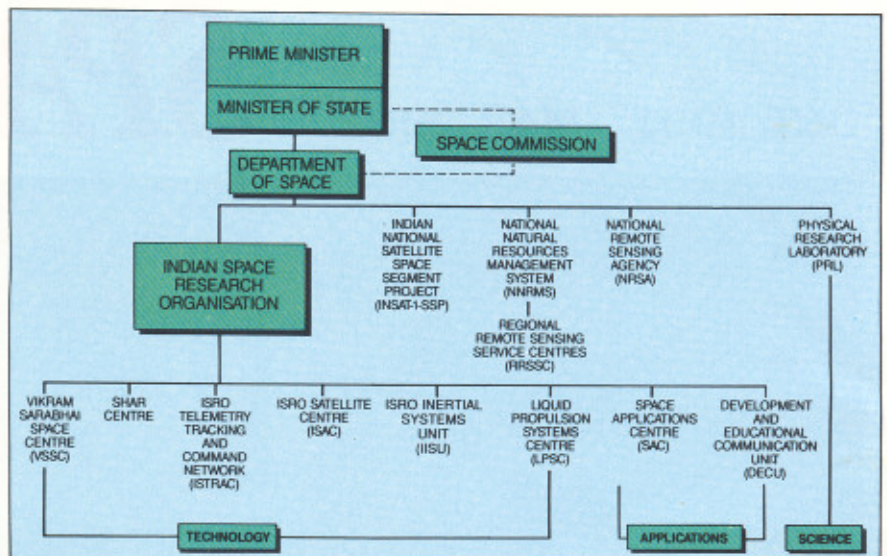 PRIME MINISTER
MINISTER OF STATE
SPACE COMMISSION
DEPARTMENT
OF SPACE
INDIAN SPACE
RESEARCH
ORGANISATION
INDIAN
NATIONAL
SATELLITE
SPACE
SEGMENT
PROJECT
(INSAT-1-SSP)
NATIONAL
NATURAL
RESOURCES
MANAGEMENT
SYSTEM
(NNRMS)
REGIONAL
REMOTE SENSING
SERVICE CENTRES
(RRSSC)
NATIONAL
REMOTE
SENSING
AGENCY
(NRSA)
PHYSICAL
RESEARCH
LABORATORY
(PRL)
VIKRAM
SARABHAI
SPACE
CENTRE
(VSSC)
SHAR
CENTRE
ISRO
TELEMETRY
TRACKING
AND
COMMAND
NETWORK
(ISTRAC)
ISRO SATELLITE
CENTRE
(ISAC)
ISRO INERTIAL
SYSTEMS
UNIT
(IISU)
LIQUID
PROPULSION
SYSTEMS
CENTRE
(LPSC)
SPACE
APPLICATIONS
CENTRE
(SAC)
DEVELOPMENT
AND
EDUCATIONAL
COMMUNICATION
UNIT
(DECU)
TECHNOLOGY
APPLICATIONS
SCIENCE